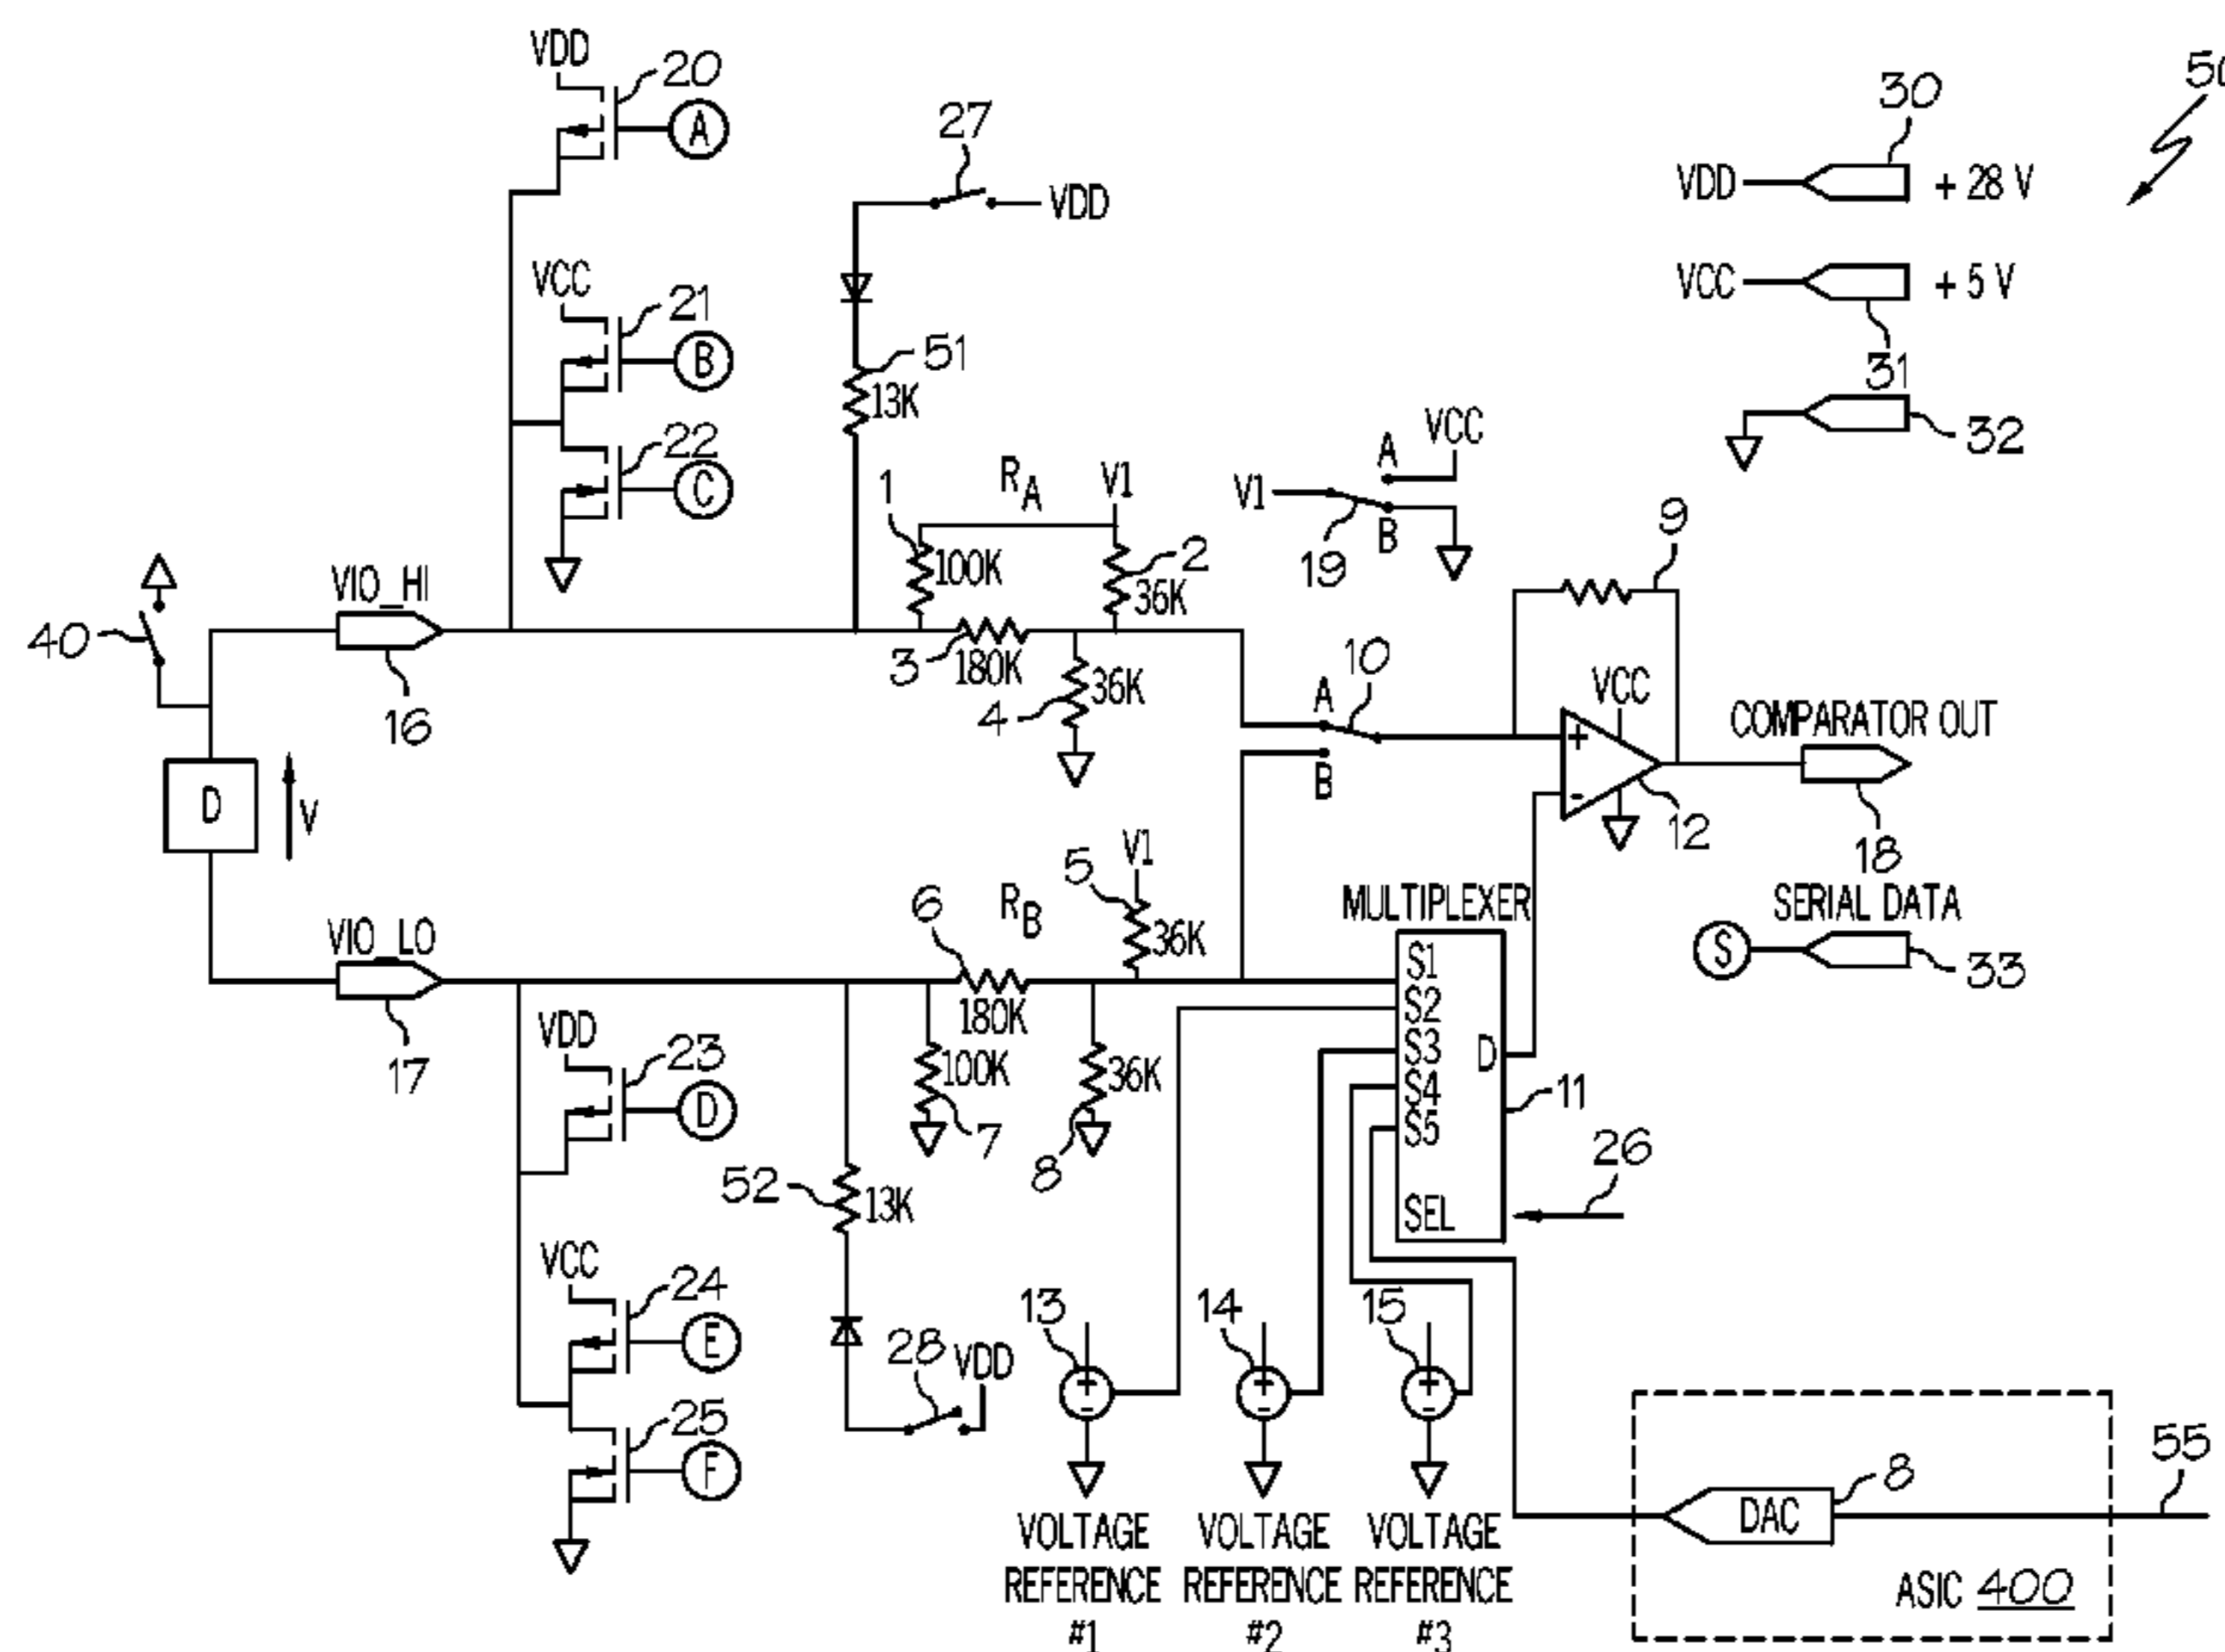 VDD
20
A
27
VDD
30
VDD
+ 28 V
50
VCC
21
B
51
13K
VCC
+ 5 V
31
32
22
C
1
R A
V1
100K
2
36K
V1
A
VCC
19
B
9
40
VIO_HI
16
3
180K
4
36K
A
10
B
VCC
+
-
12
COMPARATOR OUT
18
D
V
VIO_LO
17
6
R B
180K
5
V1
36K
MULTIPLEXER
S1
S2
S3
S4
S5
D
SEL
11
26
SERIAL DATA
S
33
VDD
23
D
100K
7
36K
8
52
13K
VCC
24
E
28
VDD
25
F
13
+
-
14
+
-
15
+
-
VOLTAGE
REFERENCE
#1
VOLTAGE
REFERENCE
#2
VOLTAGE
REFERENCE
#3
DAC
8
55
ASIC 400